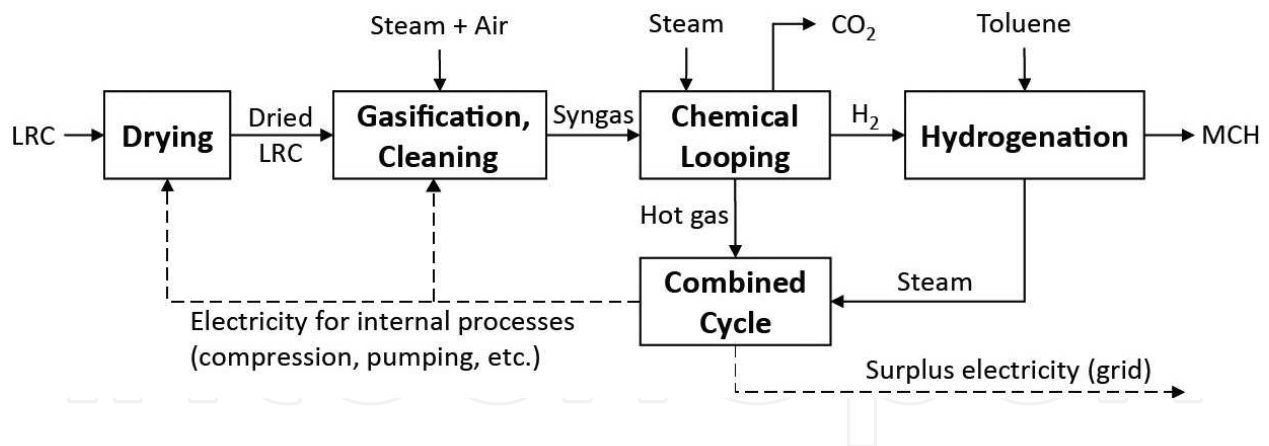 Steam + Air
Steam
CO₂
Toluene
LRC
Drying
Dried
LRC
Gasification,
Cleaning
Syngas
Chemical
Looping
H₂
Hydrogenation
MCH
Hot gas
Combined
Cycle
Steam
Electricity for internal processes
(compression, pumping, etc.)
Surplus electricity (grid)